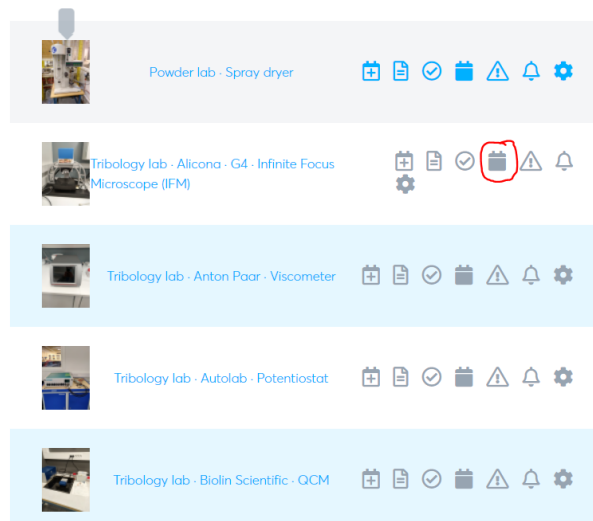 Powder lab · Spray dryer
Tribology lab · Alicona · G4 · Infinite Focus
Microscope (IFM)
Tribology lab · Anton Paar · Viscometer
Tribology lab · Autolab · Potentiostat
Tribology lab · Biolin Scientific · QCM